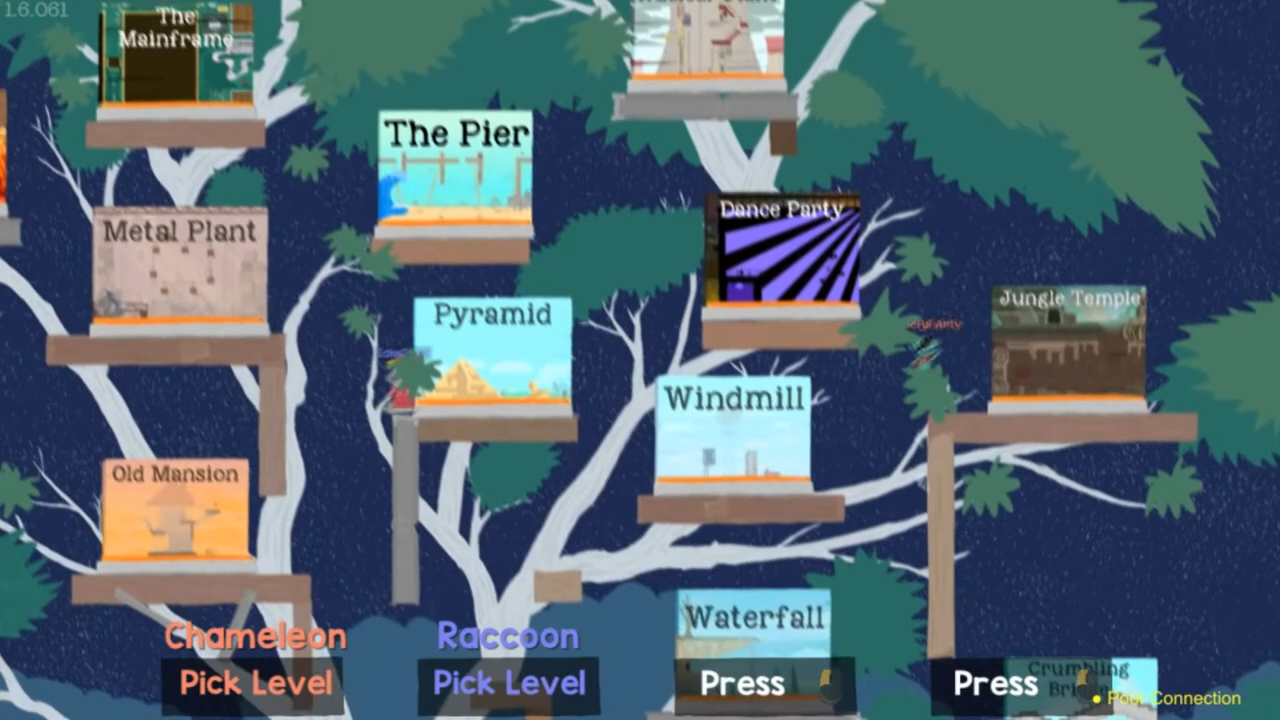 1.6.061
The
Mainframe
The Pier
Metal Plant
Dance Party
Jungle Temple
Pyramid
Windmill
Old Mansion
Waterfall
Chameleon
Raccoon
Pick Level
Pick Level
Press
Press
Crumbling
Poor Connection